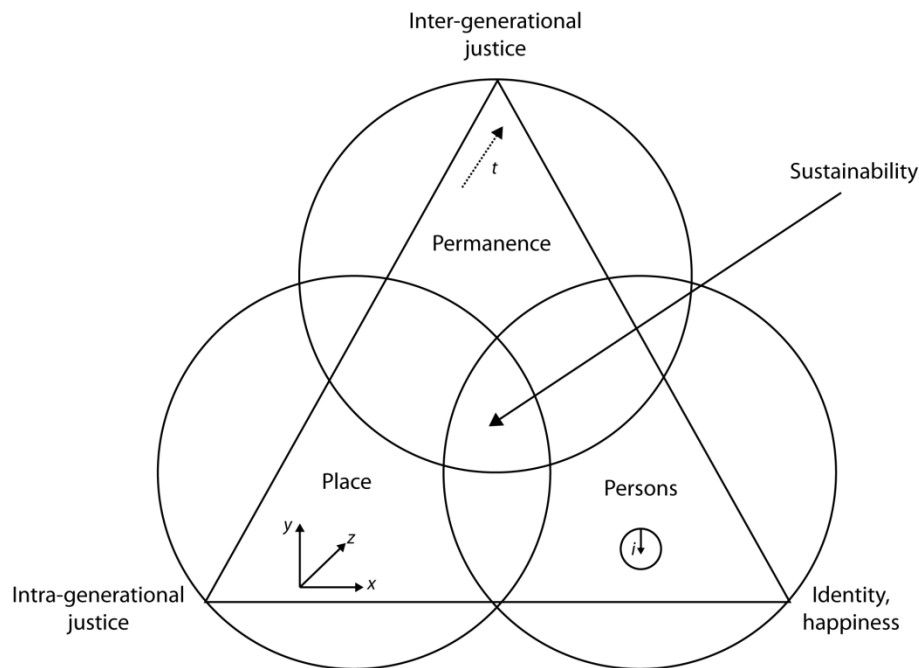 Inter-generational
justice
t
Sustainability
Permanence
Place
Persons
y
z
x
i
Intra-generational
justice
Identity,
happiness